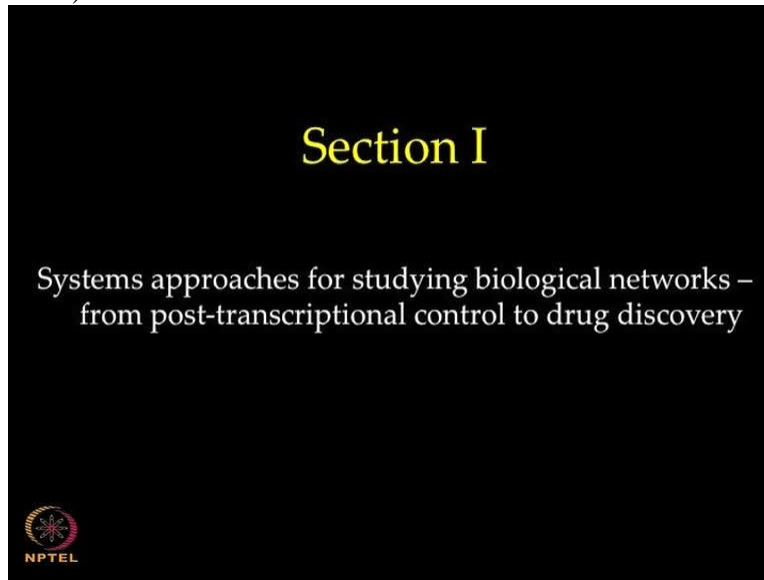 Section I
Systems approaches for studying biological networks –
from post-transcriptional control to drug discovery
NPTEL